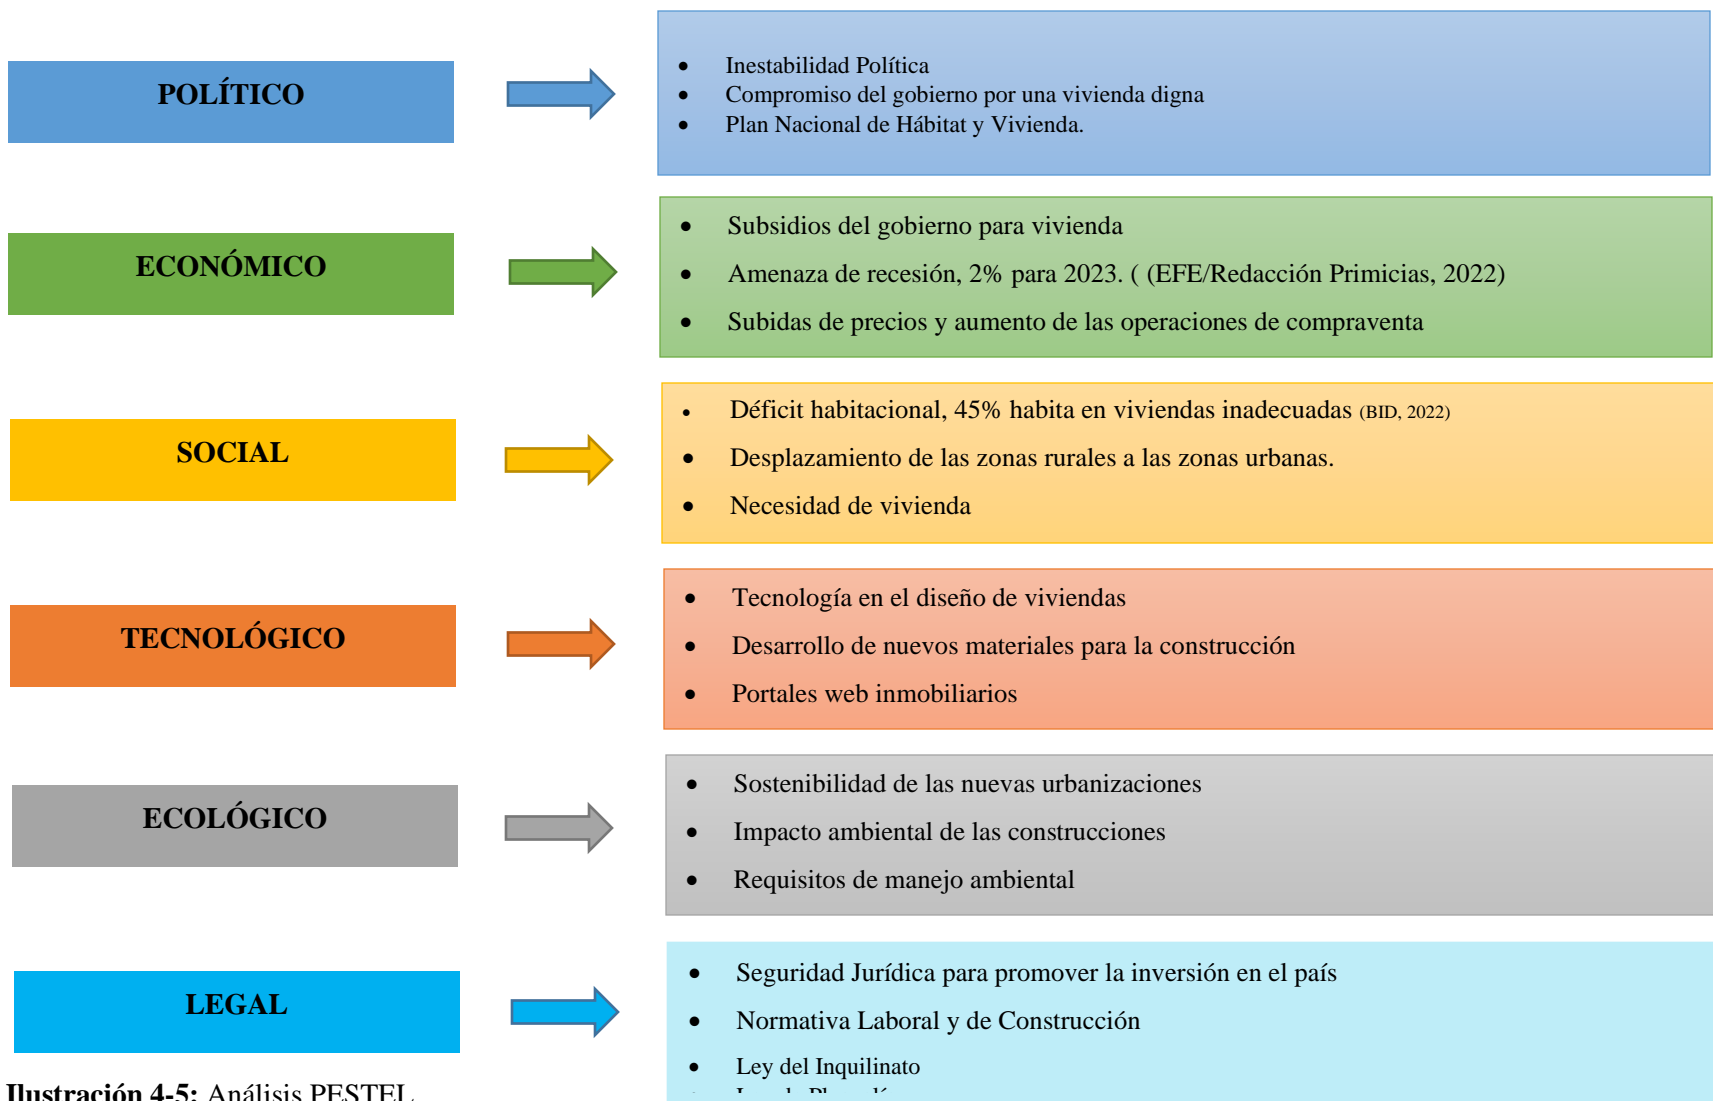 POLÍTICO
• Inestabilidad Política
• Compromiso del gobierno por una vivienda digna
• Plan Nacional de Hábitat y Vivienda.
ECONÓMICO
• Subsidios del gobierno para vivienda
• Amenaza de recesión, 2% para 2023. ( (EFE/Redacción Primicias, 2022)
• Subidas de precios y aumento de las operaciones de compraventa
SOCIAL
• Déficit habitacional, 45% habita en viviendas inadecuadas (BID, 2022)
• Desplazamiento de las zonas rurales a las zonas urbanas.
• Necesidad de vivienda
TECNOLÓGICO
• Tecnología en el diseño de viviendas
• Desarrollo de nuevos materiales para la construcción
• Portales web inmobiliarios
ECOLÓGICO
• Sostenibilidad de las nuevas urbanizaciones
• Impacto ambiental de las construcciones
• Requisitos de manejo ambiental
LEGAL
• Seguridad Jurídica para promover la inversión en el país
• Normativa Laboral y de Construcción
• Ley del Inquilinato
Ilustración 4-5: Análisis PESTEL